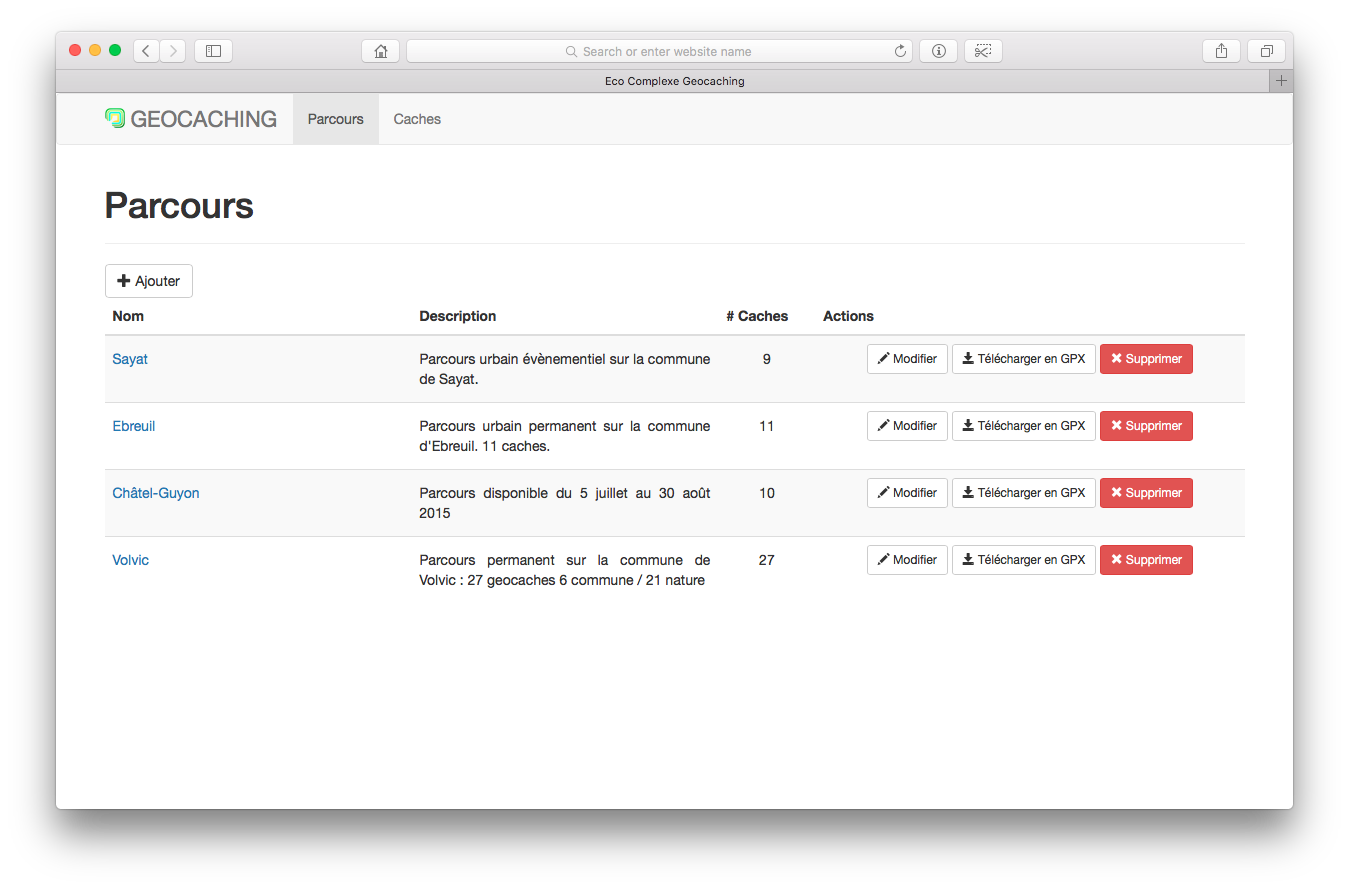 Search or enter website name
Eco Complexe Geocaching
GEOCACHING Parcours Caches
Parcours
Ajouter
Nom Description # Caches Actions
Sayat Parcours urbain évènementiel sur la commune 9 Modifier Télécharger en GPX Supprimer
de Sayat.
Ebreuil Parcours urbain permanent sur la commune 11 Modifier Télécharger en GPX Supprimer
d'Ebreuil. 11 caches.
Châtel-Guyon Parcours disponible du 5 juillet au 30 août 10 Modifier Télécharger en GPX Supprimer
2015
Volvic Parcours permanent sur la commune de 27 Modifier Télécharger en GPX Supprimer
Volvic : 27 geocaches 6 commune / 21 nature